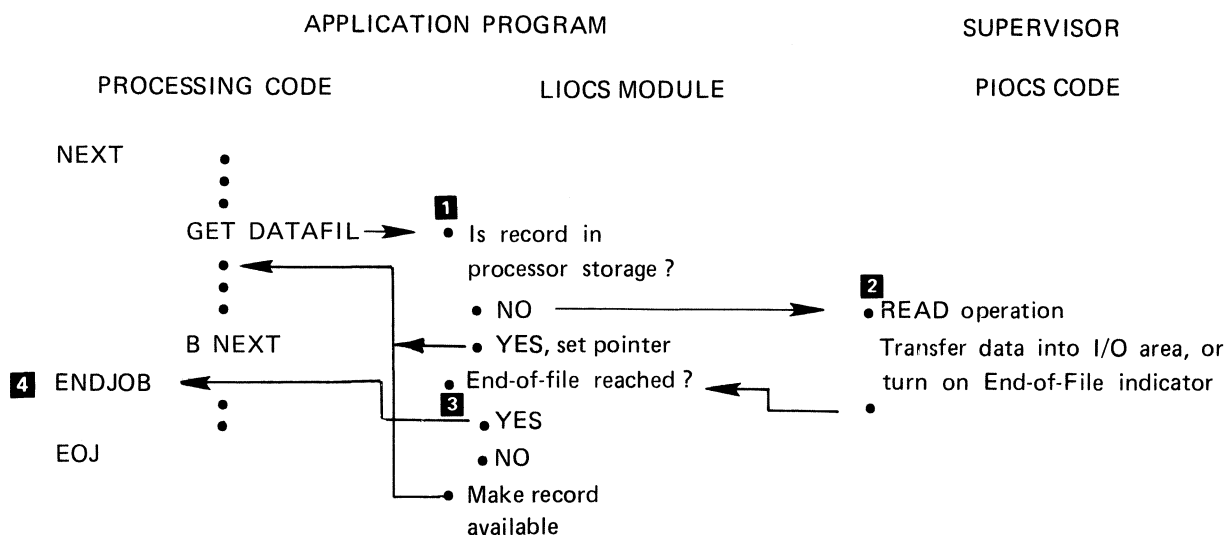 APPLICATION PROGRAM
SUPERVISOR
PROCESSING CODE
LIOCS MODULE
PIOCS CODE
NEXT
1
GET DATAFIL
• Is record in
processor storage ?
2
• NO
• READ operation
B NEXT
• YES, set pointer
Transfer data into I/O area, or
4 ENDJOB
• End-of-file reached ?
turn on End-of-File indicator
3
• YES
EOJ
• NO
• Make record
available